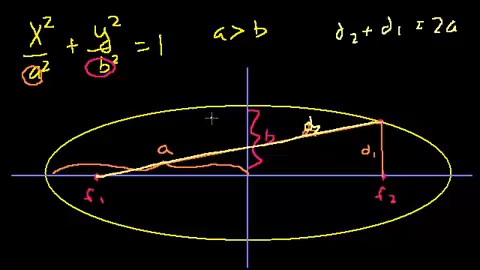 x²/a² + y²/b² = 1
a > b
d₂ + d₁ = 2a
d₂
b
a
d₁
f₁
f₂